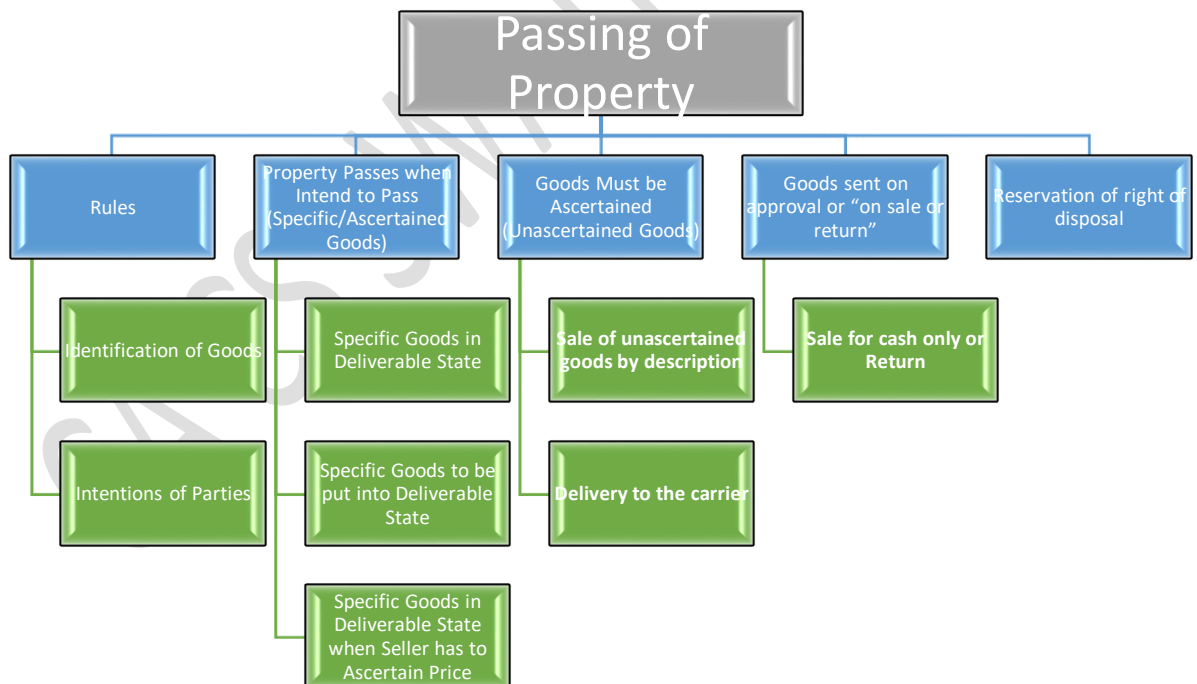 Passing of
Property
Rules
Property Passes when
Intend to Pass
(Specific/Ascertained
Goods)
Goods Must be
Ascertained
(Unascertained Goods)
Goods sent on
approval or “on sale or
return”
Reservation of right of
disposal
Identification of Goods
Intentions of Parties
Specific Goods in
Deliverable State
Specific Goods to be
put into Deliverable
State
Specific Goods in
Deliverable State
when Seller has to
Ascertain Price
Sale of unascertained
goods by description
Delivery to the carrier
Sale for cash only or
Return